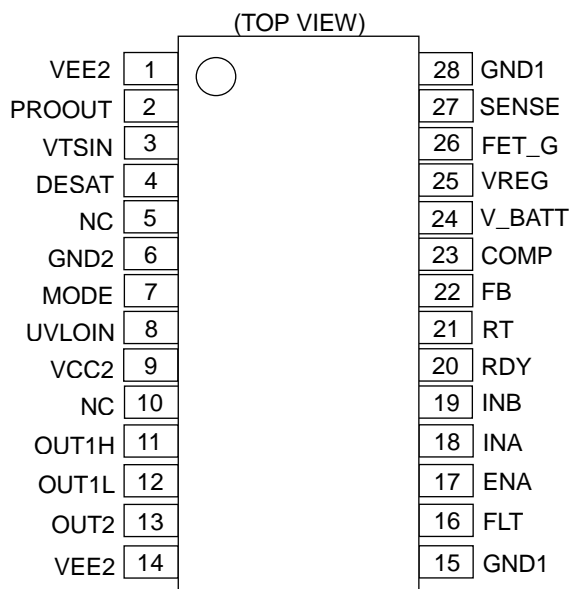 (TOP VIEW)
VEE2 1 28 GND1
PROOUT 2 27 SENSE
VTSIN 3 26 FET_G
DESAT 4 25 VREG
NC 5 24 V_BATT
GND2 6 23 COMP
MODE 7 22 FB
UVLOIN 8 21 RT
VCC2 9 20 RDY
NC 10 19 INB
OUT1H 11 18 INA
OUT1L 12 17 ENA
OUT2 13 16 FLT
VEE2 14 15 GND1